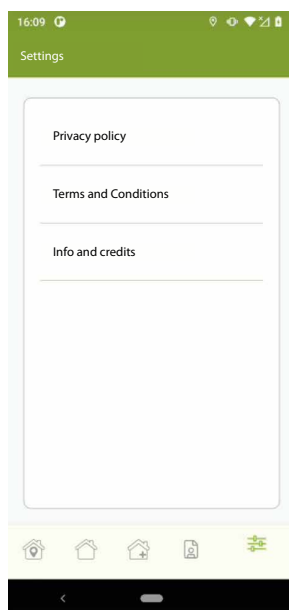 16:09
Settings
Privacy policy
Terms and Conditions
Info and credits